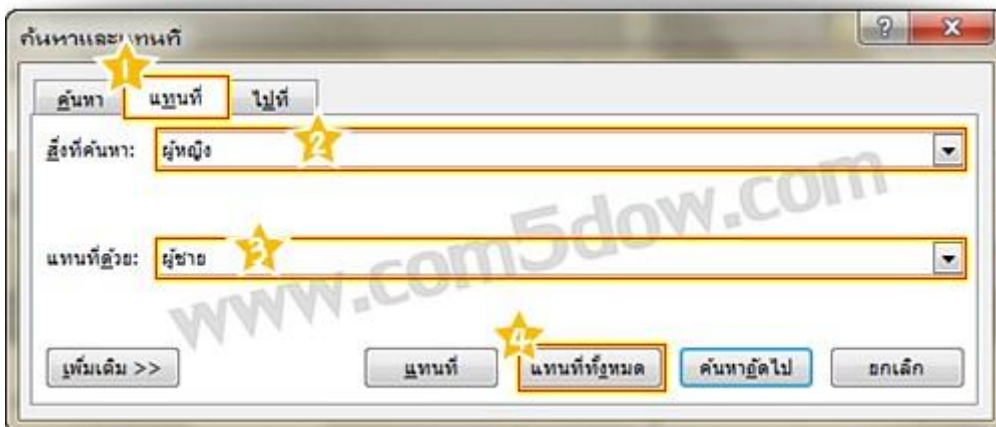 ค้นหาและแทนที่
1
ค้นหา แทนที่ ไปที่
สิ่งที่ค้นหา: ผู้หญิง
2
แทนที่ด้วย: ผู้ชาย
3
www.com5dow.com
4
เพิ่มเติม >> แทนที่ แทนที่ทั้งหมด ค้นหาถัดไป ยกเลิก